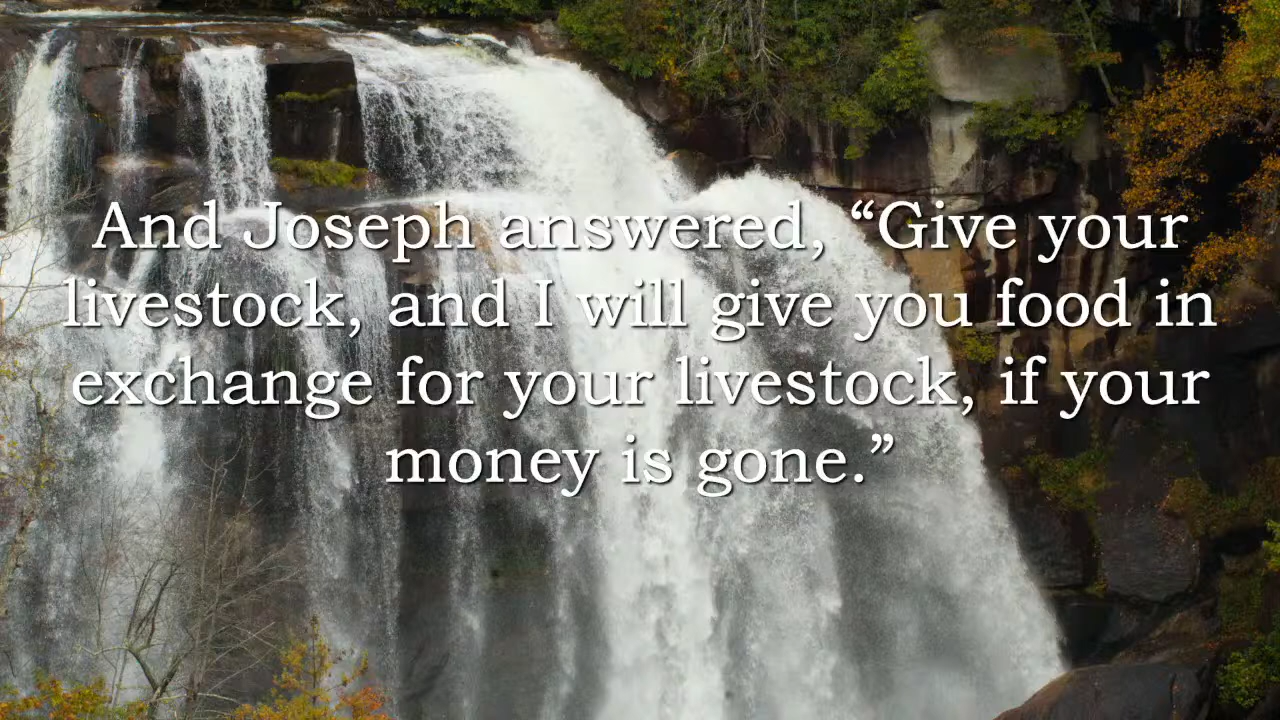 And Joseph answered, “Give your
livestock, and I will give you food in
exchange for your livestock, if your
money is gone.”